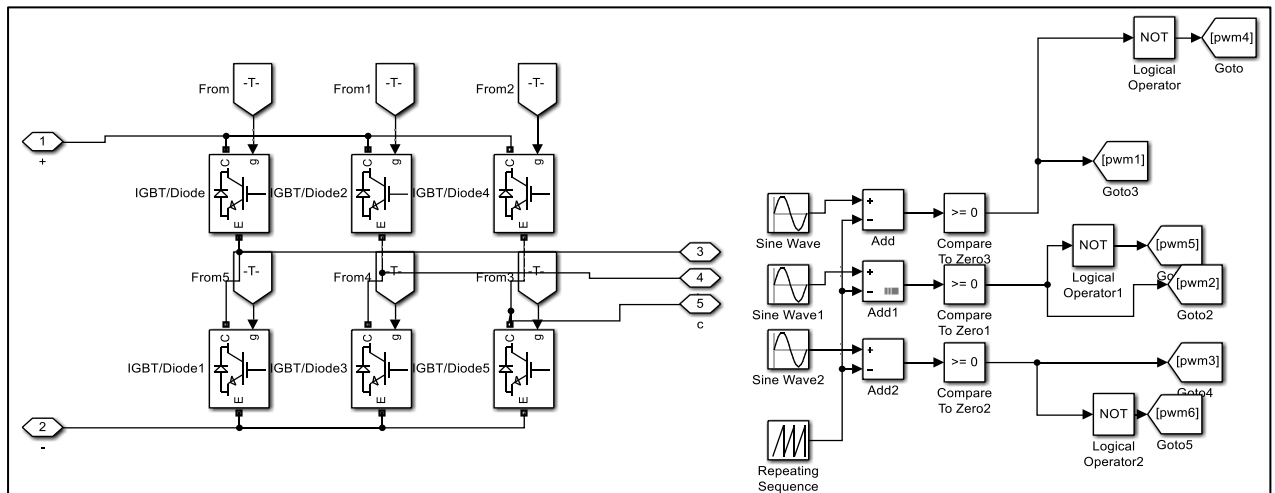 NOT
[pwm4]
Logical
Operator
Goto
-T-
-T-
-T-
From
From1
From2
1
+
C
g
C
g
C
g
IGBT/Diode
IGBT/Diode2
IGBT/Diode4
E
E
E
[pwm1]
Goto3
Sine Wave
+
−
Add
>= 0
Compare
To Zero3
3
4
5
c
-T-
-T-
-T-
From5
From4
From3
NOT
Logical
Operator1
[pwm5]
[pwm2]
Goto2
Sine Wave1
+
−
Add1
>= 0
Compare
To Zero1
C
g
C
g
C
g
IGBT/Diode1
IGBT/Diode3
IGBT/Diode5
E
E
E
Sine Wave2
+
−
Add2
>= 0
Compare
To Zero2
[pwm3]
Goto4
NOT
Logical
Operator2
[pwm6]
Goto5
2
-
Repeating
Sequence